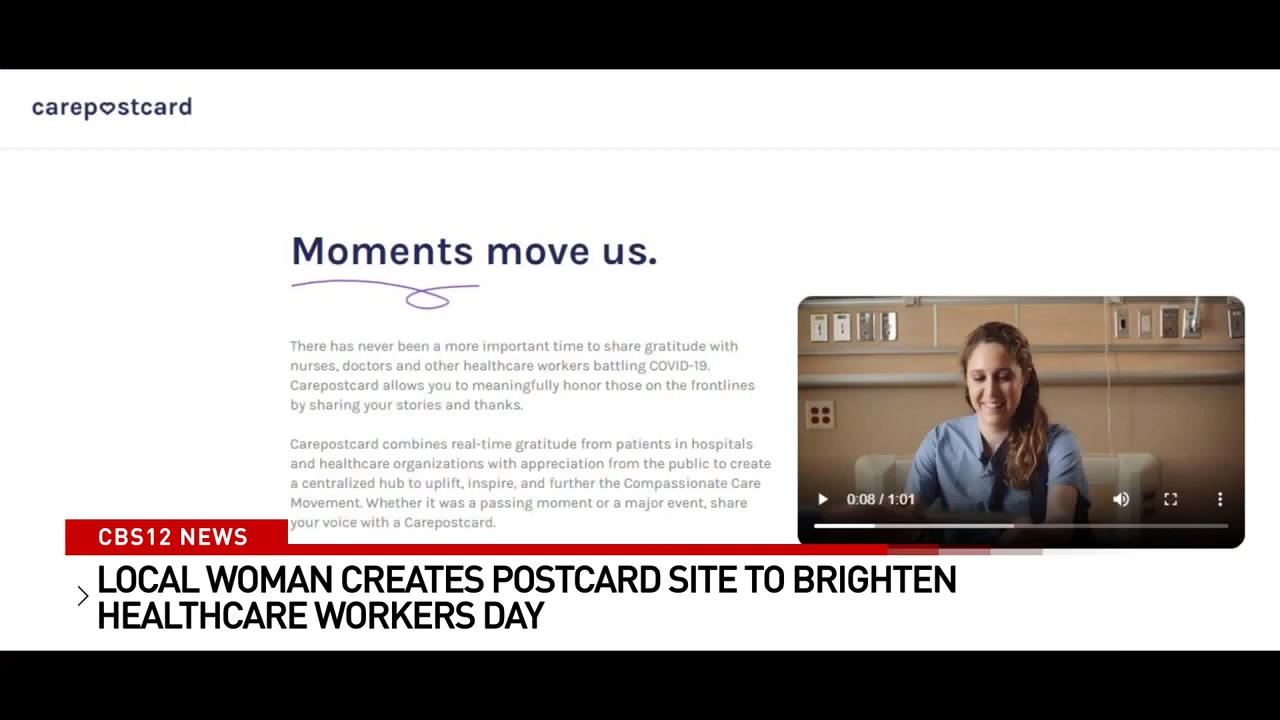 carepostcard
Moments move us.
There has never been a more important time to share gratitude with
nurses, doctors and other healthcare workers battling COVID-19.
Carepostcard allows you to meaningfully honor those on the frontlines
by sharing your stories and thanks.
Carepostcard combines real-time gratitude from patients in hospitals
and healthcare organizations with appreciation from the public to create
a centralized hub to uplift, inspire, and further the Compassionate Care
Movement. Whether it was a passing moment or a major event, share
your voice with a Carepostcard.
0:08 / 1:01
CBS12 NEWS
LOCAL WOMAN CREATES POSTCARD SITE TO BRIGHTEN
HEALTHCARE WORKERS DAY